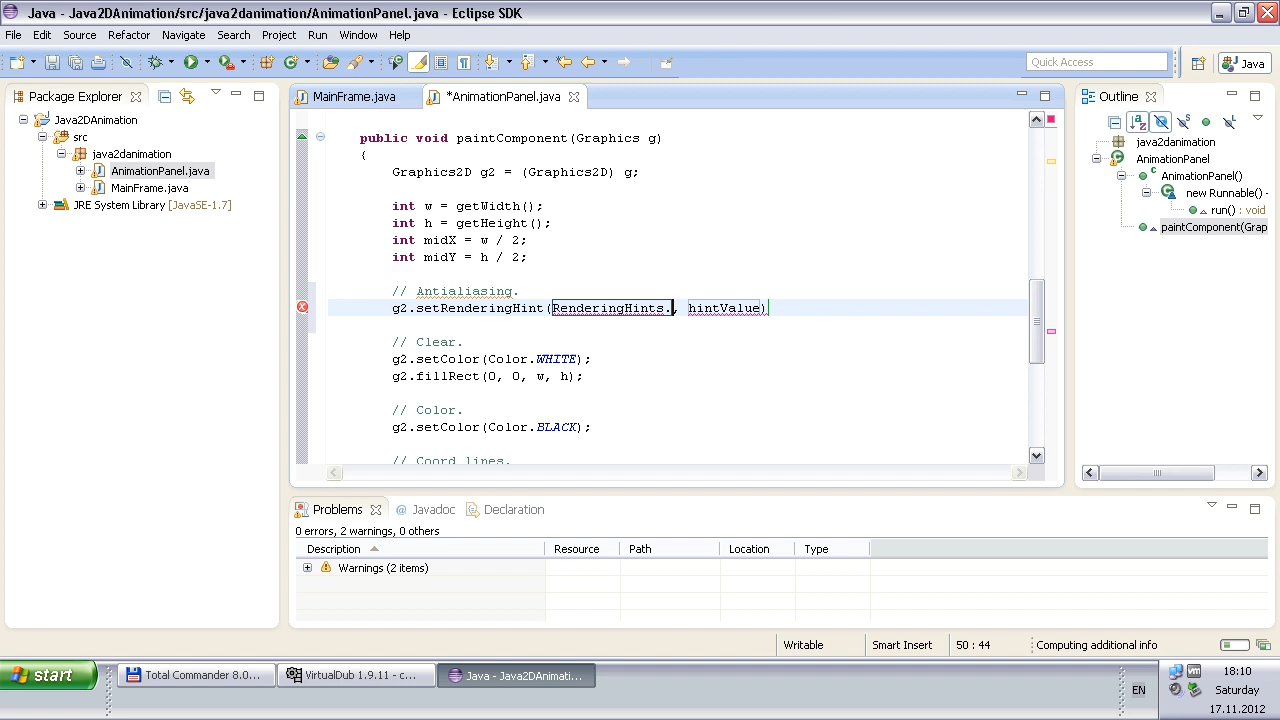 Java - Java2DAnimation/src/java2danimation/AnimationPanel.java - Eclipse SDK
File Edit Source Refactor Navigate Search Project Run Window Help
Quick Access
Java
Package Explorer
Java2DAnimation
src
java2danimation
AnimationPanel.java
MainFrame.java
JRE System Library [JavaSE-1.7]
MainFrame.java
*AnimationPanel.java
public void paintComponent(Graphics g)
{
Graphics2D g2 = (Graphics2D) g;
int w = getWidth();
int h = getHeight();
int midX = w / 2;
int midY = h / 2;
// Antialiasing.
g2.setRenderingHint(RenderingHints., hintValue)
// Clear.
g2.setColor(Color.WHITE);
g2.fillRect(0, 0, w, h);
// Color.
g2.setColor(Color.BLACK);
// Coord lines.
Outline
java2danimation
AnimationPanel
AnimationPanel()
new Runnable() -
run() : void
paintComponent(Grap
Problems
@ Javadoc
Declaration
0 errors, 2 warnings, 0 others
Description Resource Path Location Type
Warnings (2 items)
Writable
Smart Insert
50 : 44
Computing additional info
start
Total Commander 8.0...
VirtualDub 1.9.11 - c...
Java - Java2DAnimati...
EN
18:10
Saturday
17.11.2012